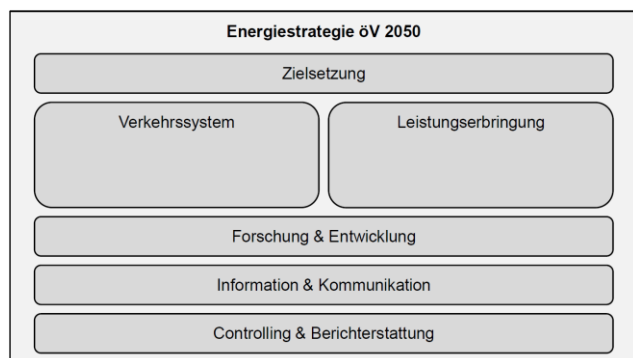 Energiestrategie öV 2050
Zielsetzung
Verkehrssystem
Leistungserbringung
Forschung & Entwicklung
Information & Kommunikation
Controlling & Berichterstattung